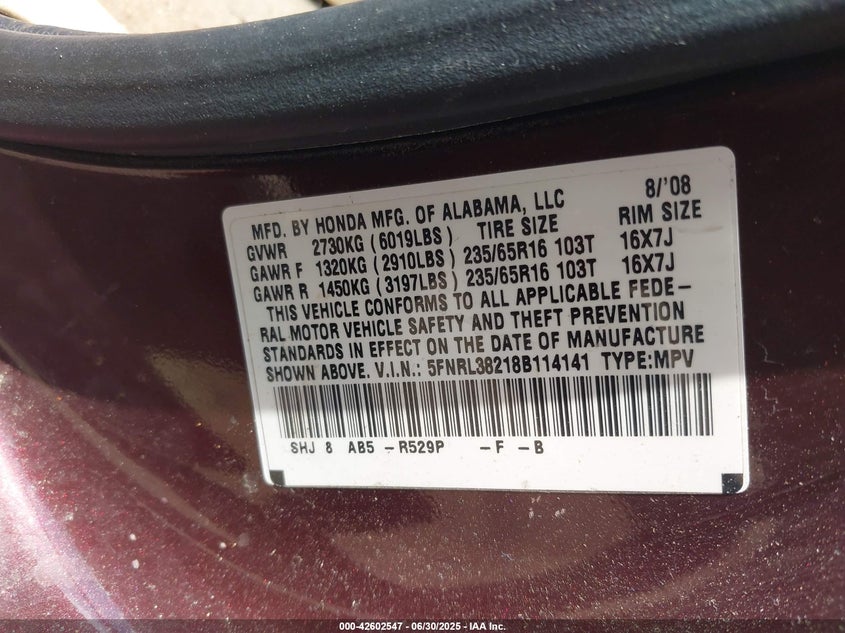 MFD. BY HONDA MFG. OF ALABAMA, LLC 8/'08
GVWR 2730KG (6019LBS) TIRE SIZE RIM SIZE
GAWR F 1320KG (2910LBS) 235/65R16 103T 16X7J
GAWR R 1450KG (3197LBS) 235/65R16 103T 16X7J
THIS VEHICLE CONFORMS TO ALL APPLICABLE FEDE-
RAL MOTOR VEHICLE SAFETY AND THEFT PREVENTION
STANDARDS IN EFFECT ON THE DATE OF MANUFACTURE
SHOWN ABOVE. V.I.N.: 5FNRL38218B114141 TYPE:MPV
SHJ 8 AB5 -R529P -F -B
000-42602547 - 06/30/2025 - IAA Inc.